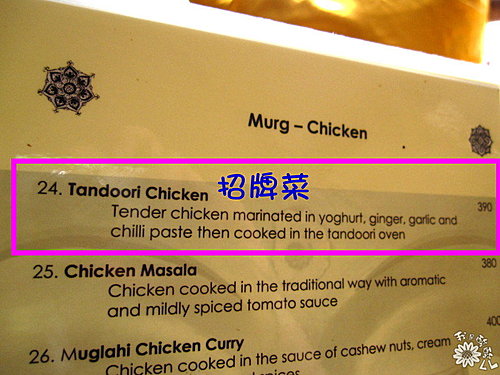 Murg – Chicken
24. Tandoori Chicken 招牌菜 390
Tender chicken marinated in yoghurt, ginger, garlic and
chilli paste then cooked in the tandoori oven
25. Chicken Masala 380
Chicken cooked in the traditional way with aromatic
and mildly spiced tomato sauce
26. Muglahi Chicken Curry 400
Chicken cooked in the sauce of cashew nuts, cream